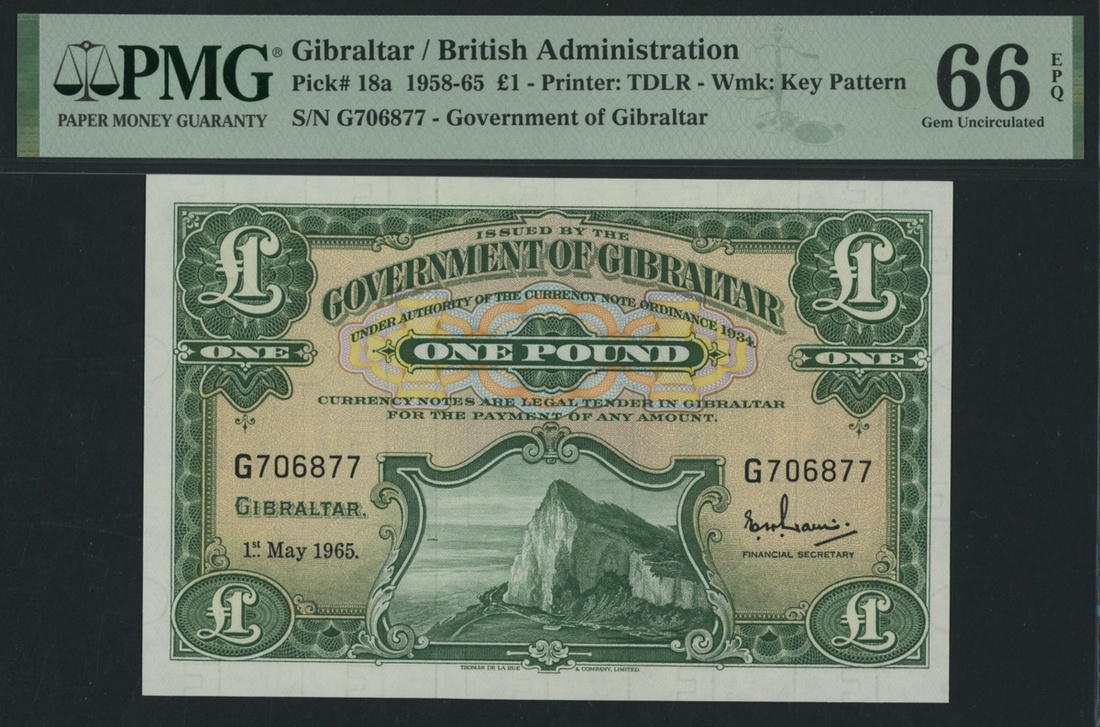 PMG®
PAPER MONEY GUARANTY
Gibraltar / British Administration
Pick# 18a 1958-65 £1 - Printer: TDLR - Wmk: Key Pattern
S/N G706877 - Government of Gibraltar
66 EPQ
Gem Uncirculated
£1
£1
ISSUED BY THE
GOVERNMENT OF GIBRALTAR
UNDER AUTHORITY OF THE CURRENCY NOTE ORDINANCE 1934.
ONE
ONE POUND
ONE
CURRENCY NOTES ARE LEGAL TENDER IN GIBRALTAR
FOR THE PAYMENT OF ANY AMOUNT.
G706877
G706877
GIBRALTAR.
1st May 1965.
FINANCIAL SECRETARY
£1
£1
THOMAS DE LA RUE & COMPANY, LIMITED.